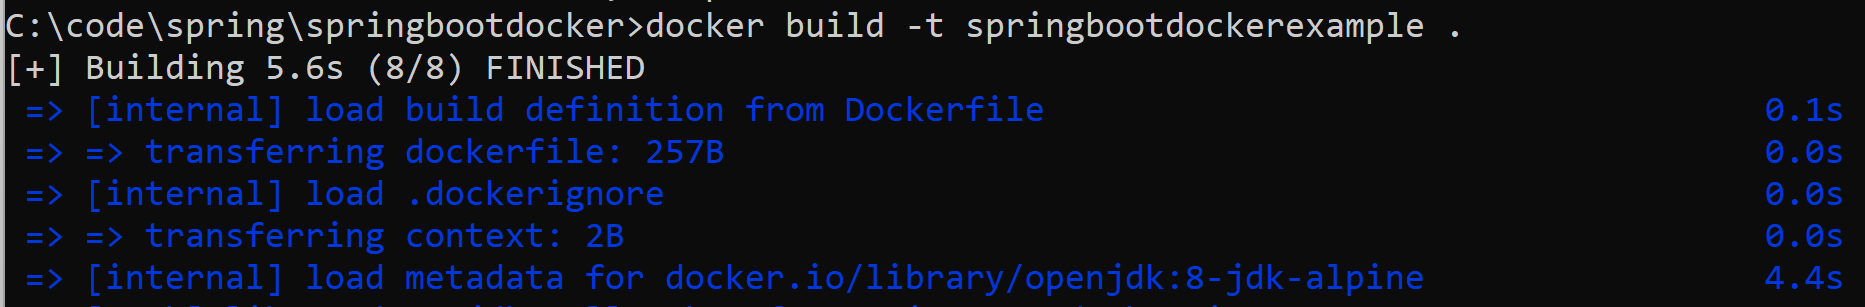 C:\code\spring\springbootdocker>docker build -t springbootdockerexample .
[+] Building 5.6s (8/8) FINISHED
=> [internal] load build definition from Dockerfile 0.1s
=> => transferring dockerfile: 257B 0.0s
=> [internal] load .dockerignore 0.0s
=> => transferring context: 2B 0.0s
=> [internal] load metadata for docker.io/library/openjdk:8-jdk-alpine 4.4s